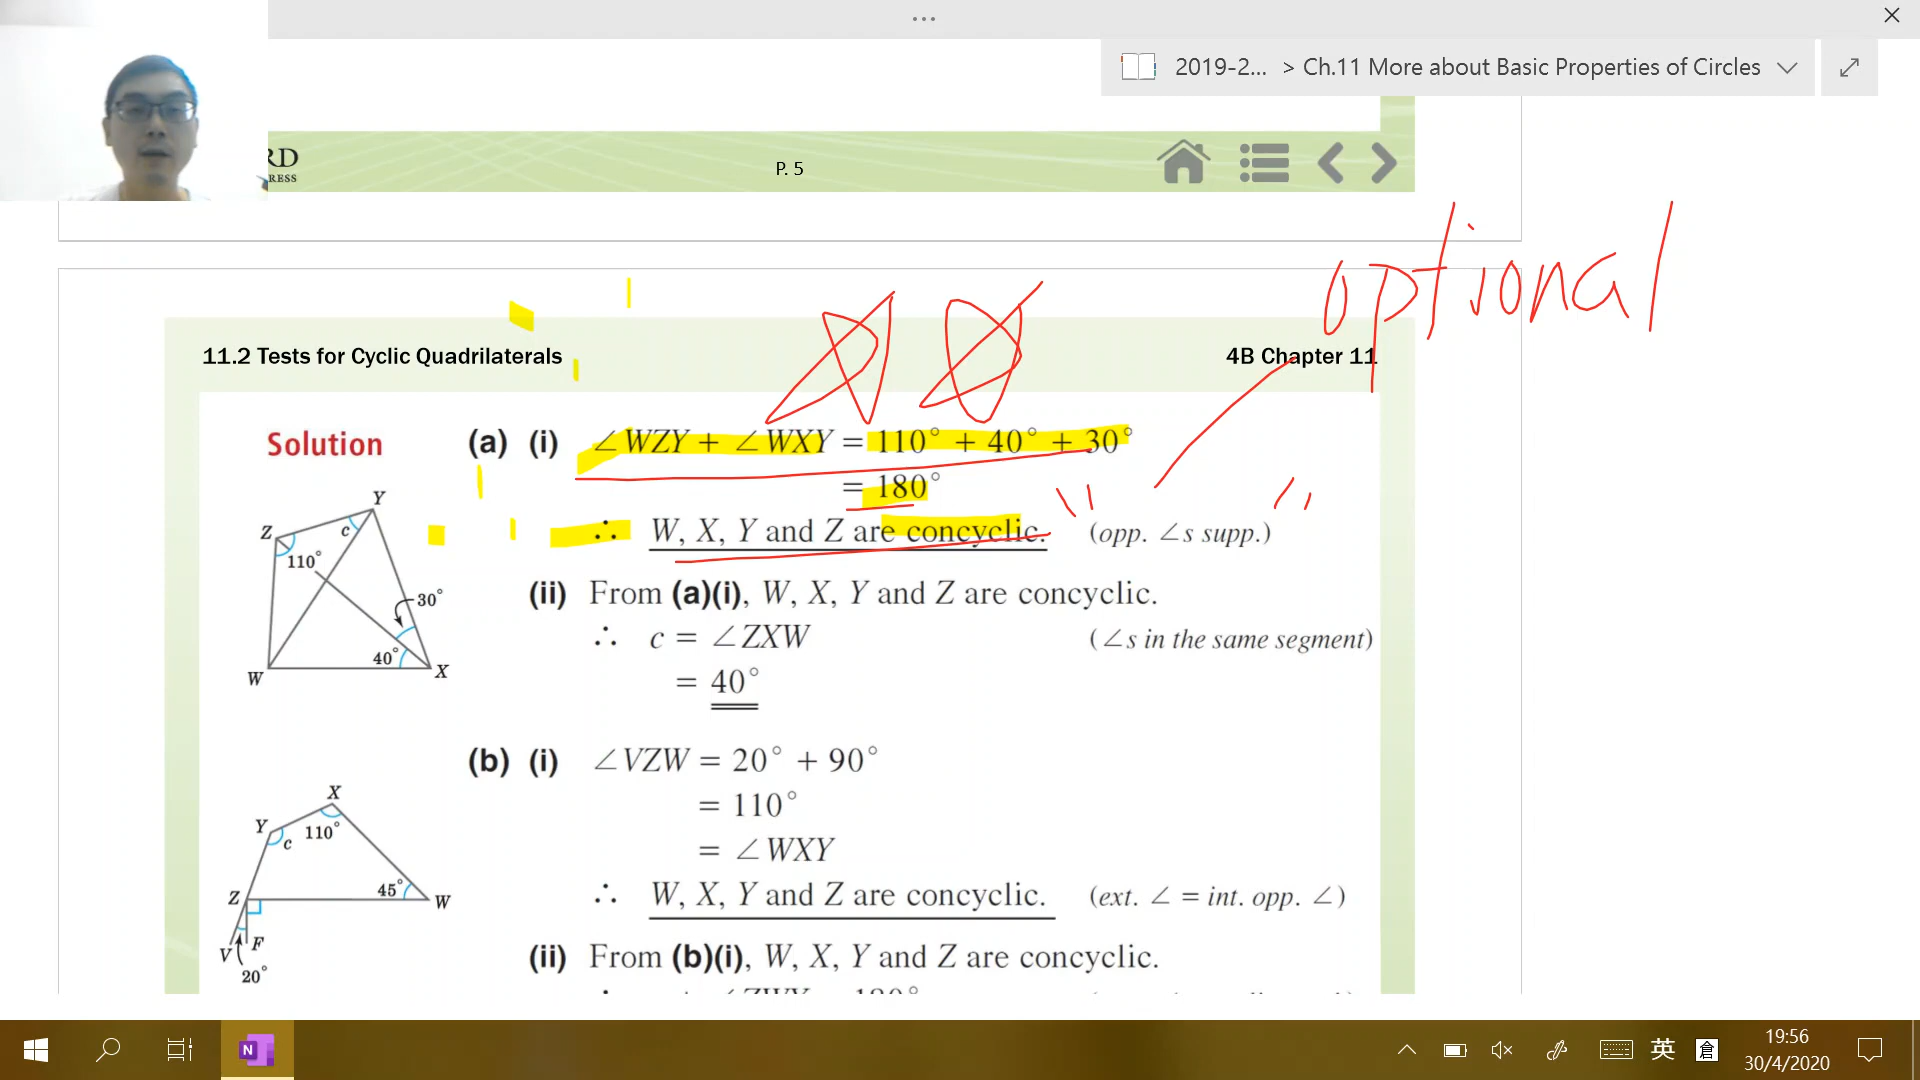 ...
2019-2... > Ch.11 More about Basic Properties of Circles
RD
RESS
P. 5
optional
11.2 Tests for Cyclic Quadrilaterals
4B Chapter 11
Solution
(a) (i) ∠WZY + ∠WXY = 110° + 40° + 30°
= 180°
∴ W, X, Y and Z are concyclic. " (opp. ∠s supp.) "
Y
Z
c
110°
30°
40°
W
X
(ii) From (a)(i), W, X, Y and Z are concyclic.
∴ c = ∠ZXW (∠s in the same segment)
= 40°
(b) (i) ∠VZW = 20° + 90°
= 110°
= ∠WXY
∴ W, X, Y and Z are concyclic. (ext. ∠ = int. opp. ∠)
X
Y
c
110°
Z
45°
W
V
F
20°
(ii) From (b)(i), W, X, Y and Z are concyclic.
N
英
倉
19:56
30/4/2020